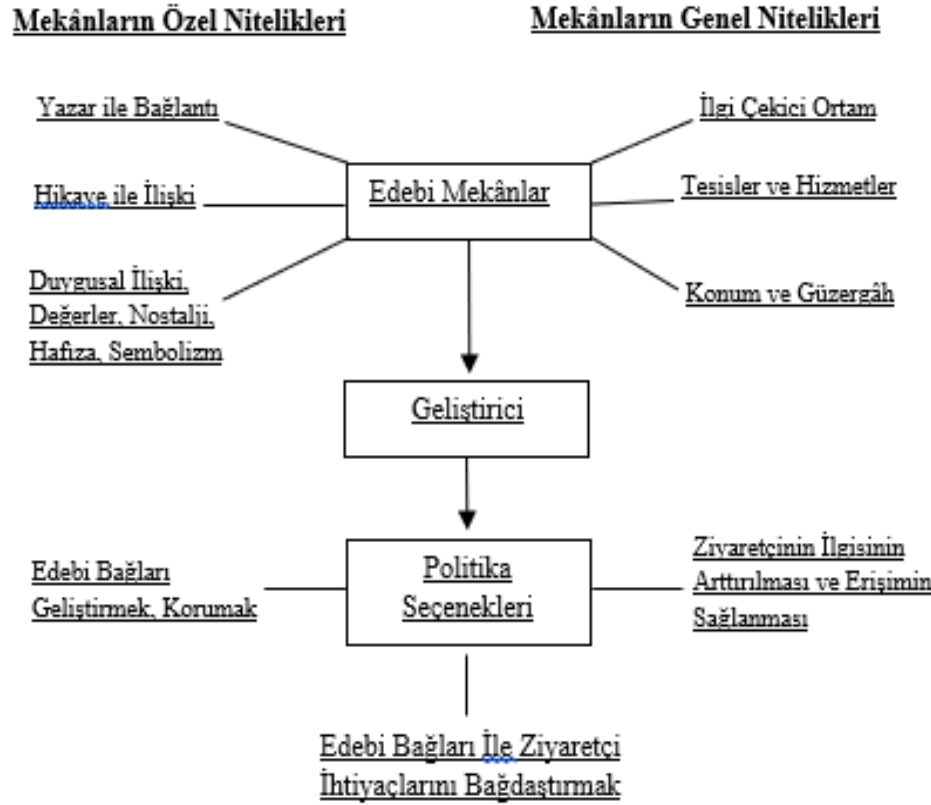 Mekânların Özel Nitelikleri
Mekânların Genel Nitelikleri
Yazar ile Bağlantı
İlgi Çekici Ortam
Hikaye ile İlişki
Edebi Mekânlar
Tesisler ve Hizmetler
Duygusal İlişki,
Değerler, Nostalji,
Hafıza, Sembolizm
Konum ve Güzergâh
Geliştirici
Edebi Bağları
Geliştirmek, Korumak
Politika
Seçenekleri
Ziyaretçinin İlgisinin
Arttırılması ve Erişimin
Sağlanması
Edebi Bağları İle Ziyaretçi
İhtiyaçlarını Bağdaştırmak